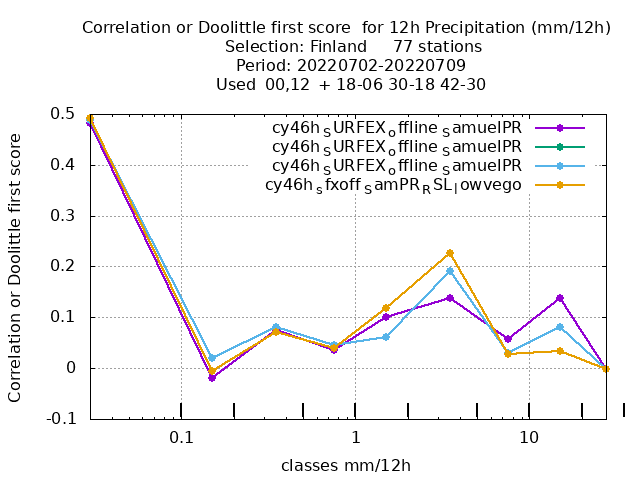 Correlation or Doolittle first score  for 12h Precipitation (mm/12h)
Selection: Finland     77 stations
Period: 20220702-20220709
Used  00,12  + 18-06 30-18 42-30
Correlation or Doolittle first score
0.5
0.4
0.3
0.2
0.1
0
-0.1
cy46h_SURFEX_offline_SamuelPR
cy46h_SURFEX_offline_SamuelPR
cy46h_SURFEX_offline_SamuelPR
cy46h_sfxoff_SamPR_RSL_lowvego
0.1
1
10
classes mm/12h